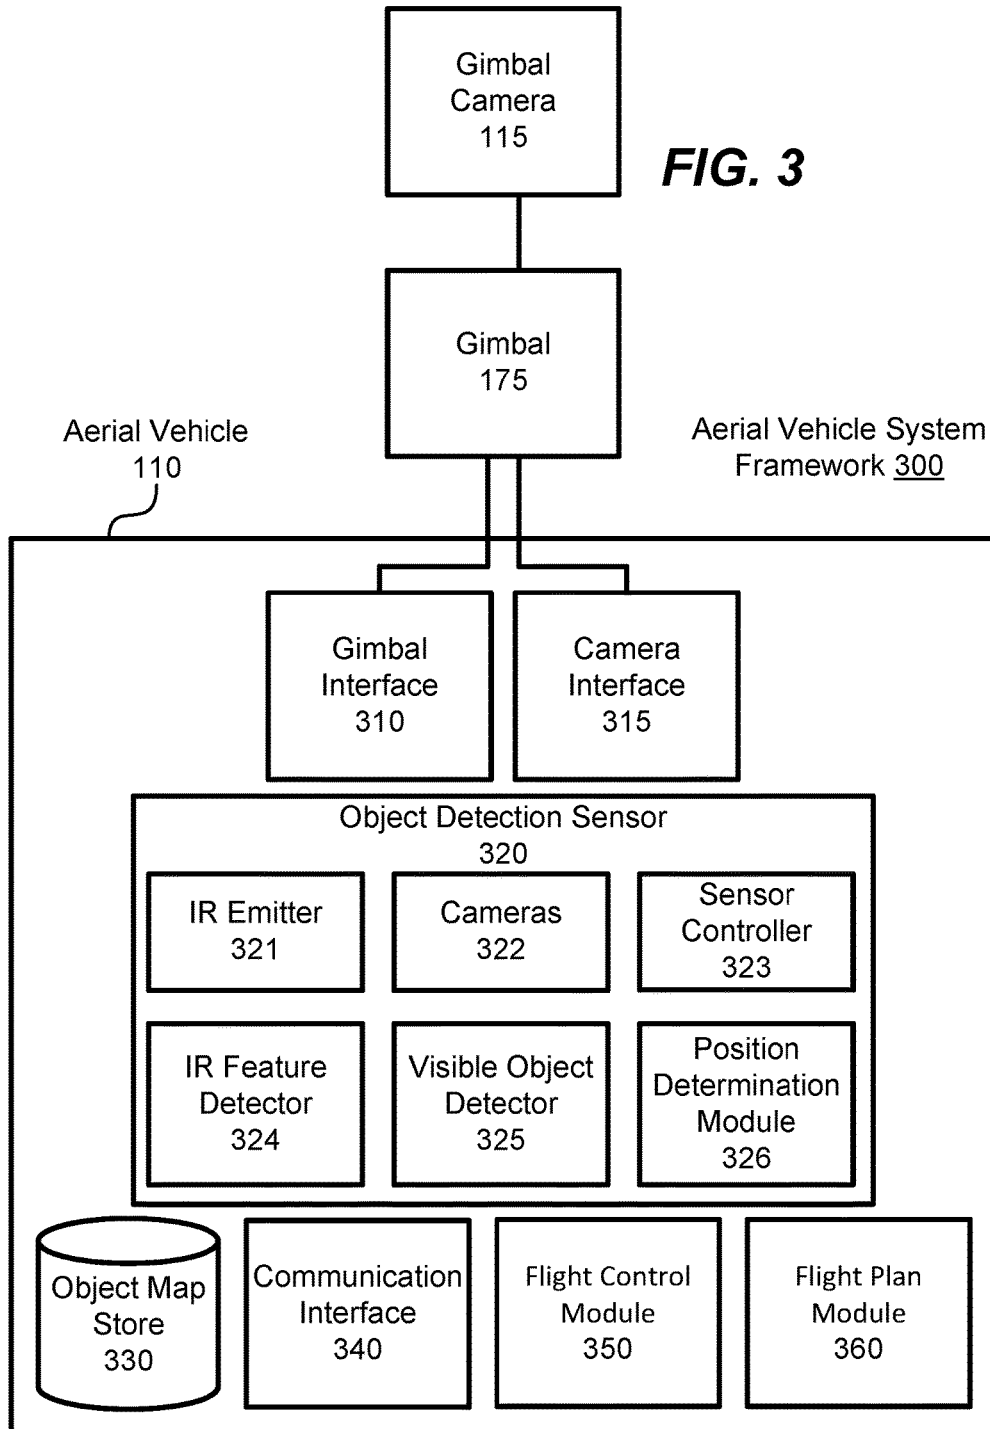 Gimbal
Camera
115
FIG. 3
Gimbal
175
Aerial Vehicle
110
Aerial Vehicle System
Framework 300
Gimbal
Interface
310
Camera
Interface
315
Object Detection Sensor
320
IR Emitter
321
Cameras
322
Sensor
Controller
323
IR Feature
Detector
324
Visible Object
Detector
325
Position
Determination
Module
326
Object Map
Store
330
Communication
Interface
340
Flight Control
Module
350
Flight Plan
Module
360